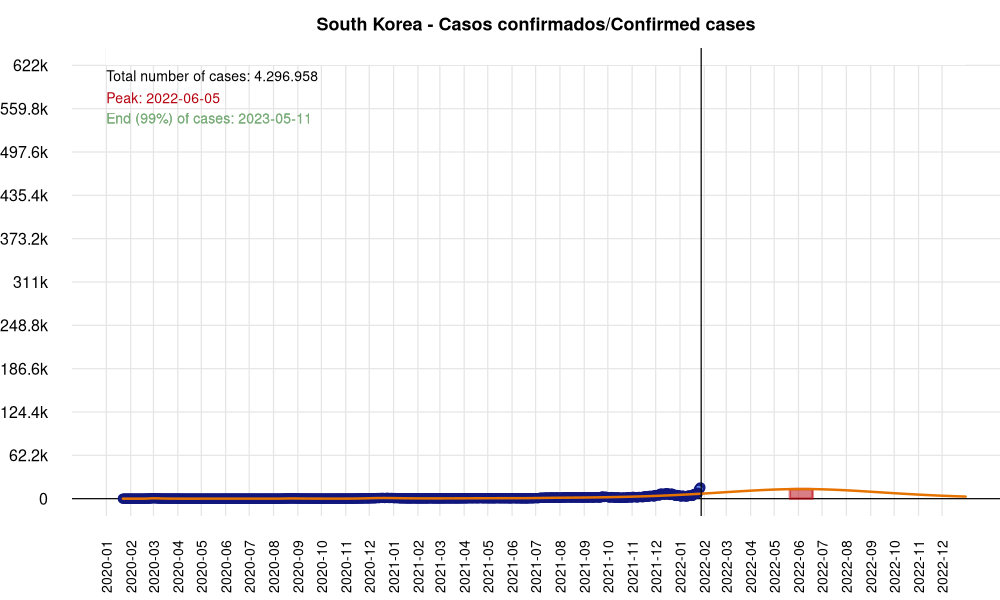 South Korea - Casos confirmados/Confirmed cases
Total number of cases: 4.296.958
Peak: 2022-06-05
End (99%) of cases: 2023-05-11
622k
559.8k
497.6k
435.4k
373.2k
311k
248.8k
186.6k
124.4k
62.2k
0
2020-01
2020-02
2020-03
2020-04
2020-05
2020-06
2020-07
2020-08
2020-09
2020-10
2020-11
2020-12
2021-01
2021-02
2021-03
2021-04
2021-05
2021-06
2021-07
2021-08
2021-09
2021-10
2021-11
2021-12
2022-01
2022-02
2022-03
2022-04
2022-05
2022-06
2022-07
2022-08
2022-09
2022-10
2022-11
2022-12